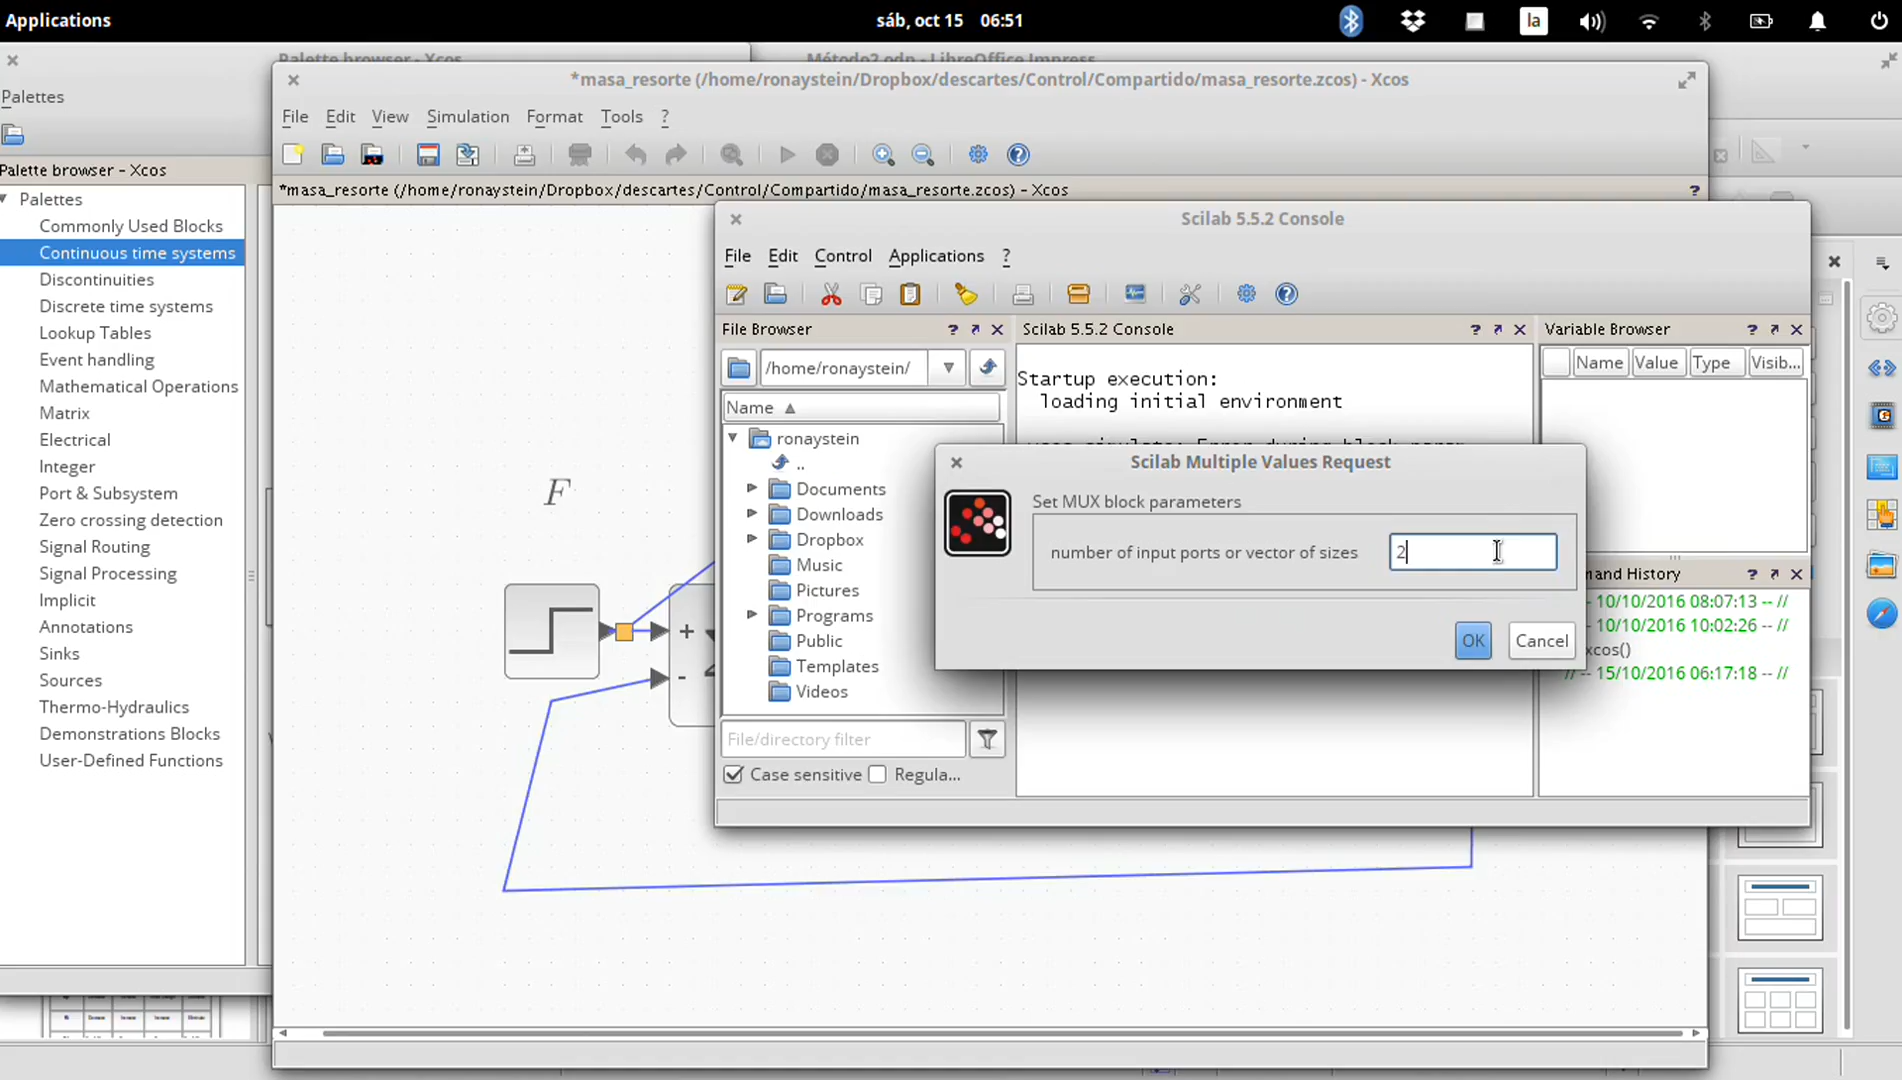 Applications
sáb, oct 15 06:51
la
Palette browser - Xcos
Método2.odp - LibreOffice Impress
Palettes
Palette browser - Xcos
Palettes
Commonly Used Blocks
Continuous time systems
Discontinuities
Discrete time systems
Lookup Tables
Event handling
Mathematical Operations
Matrix
Electrical
Integer
Port & Subsystem
Zero crossing detection
Signal Routing
Signal Processing
Implicit
Annotations
Sinks
Sources
Thermo-Hydraulics
Demonstrations Blocks
User-Defined Functions
*masa_resorte (/home/ronaystein/Dropbox/descartes/Control/Compartido/masa_resorte.zcos) - Xcos
File Edit View Simulation Format Tools ?
*masa_resorte (/home/ronaystein/Dropbox/descartes/Control/Compartido/masa_resorte.zcos) - Xcos ?
F
+
-
Scilab 5.5.2 Console
File Edit Control Applications ?
File Browser ?
/home/ronaystein/
Name
ronaystein
..
Documents
Downloads
Dropbox
Music
Pictures
Programs
Public
Templates
Videos
File/directory filter
Case sensitive Regula...
Scilab 5.5.2 Console ?
Startup execution:
loading initial environment
Variable Browser ?
Name Value Type Visib...
mand History ?
-- 10/10/2016 08:07:13 -- //
-- 10/10/2016 10:02:26 -- //
xcos()
// -- 15/10/2016 06:17:18 -- //
Scilab Multiple Values Request
Set MUX block parameters
number of input ports or vector of sizes 2
OK Cancel